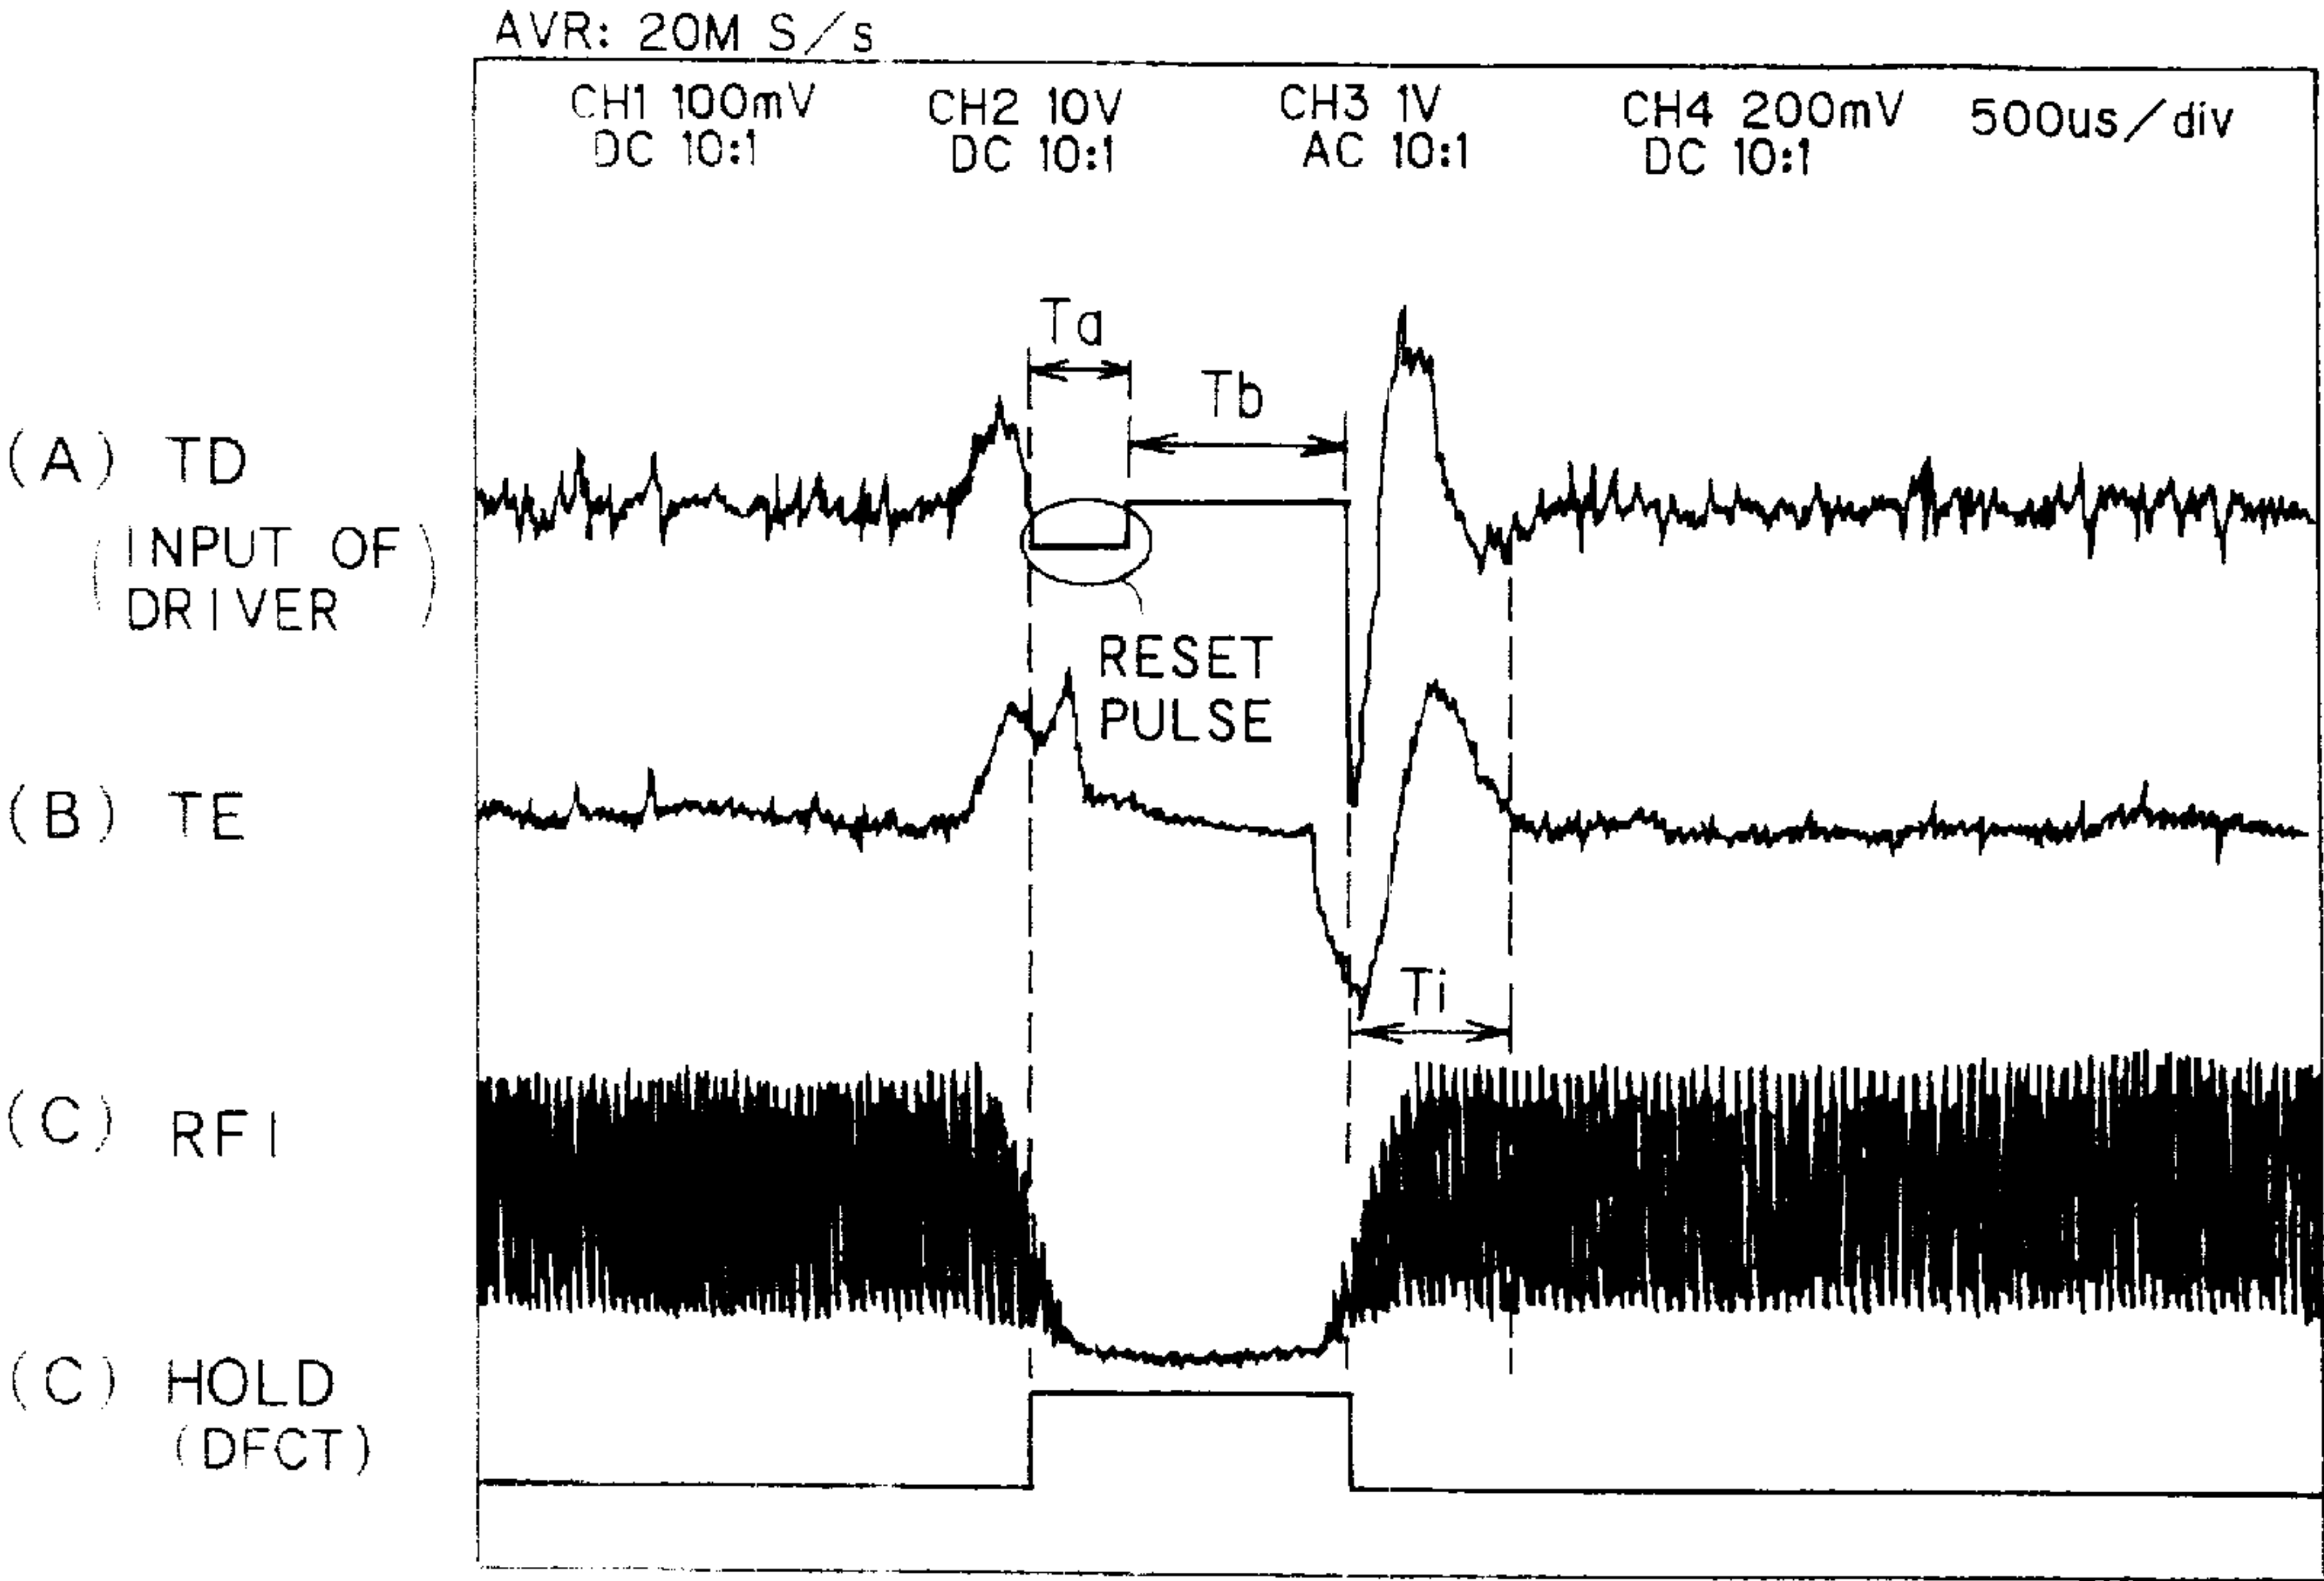 AVR: 20M S/s
CH1 100mV CH2 10V CH3 1V CH4 200mV 500us/div
DC 10:1 DC 10:1 AC 10:1 DC 10:1
Ta
Tb
(A) TD
(INPUT OF
DRIVER)
RESET
PULSE
(B) TE
Ti
(C) RFI
(C) HOLD
(DFCT)